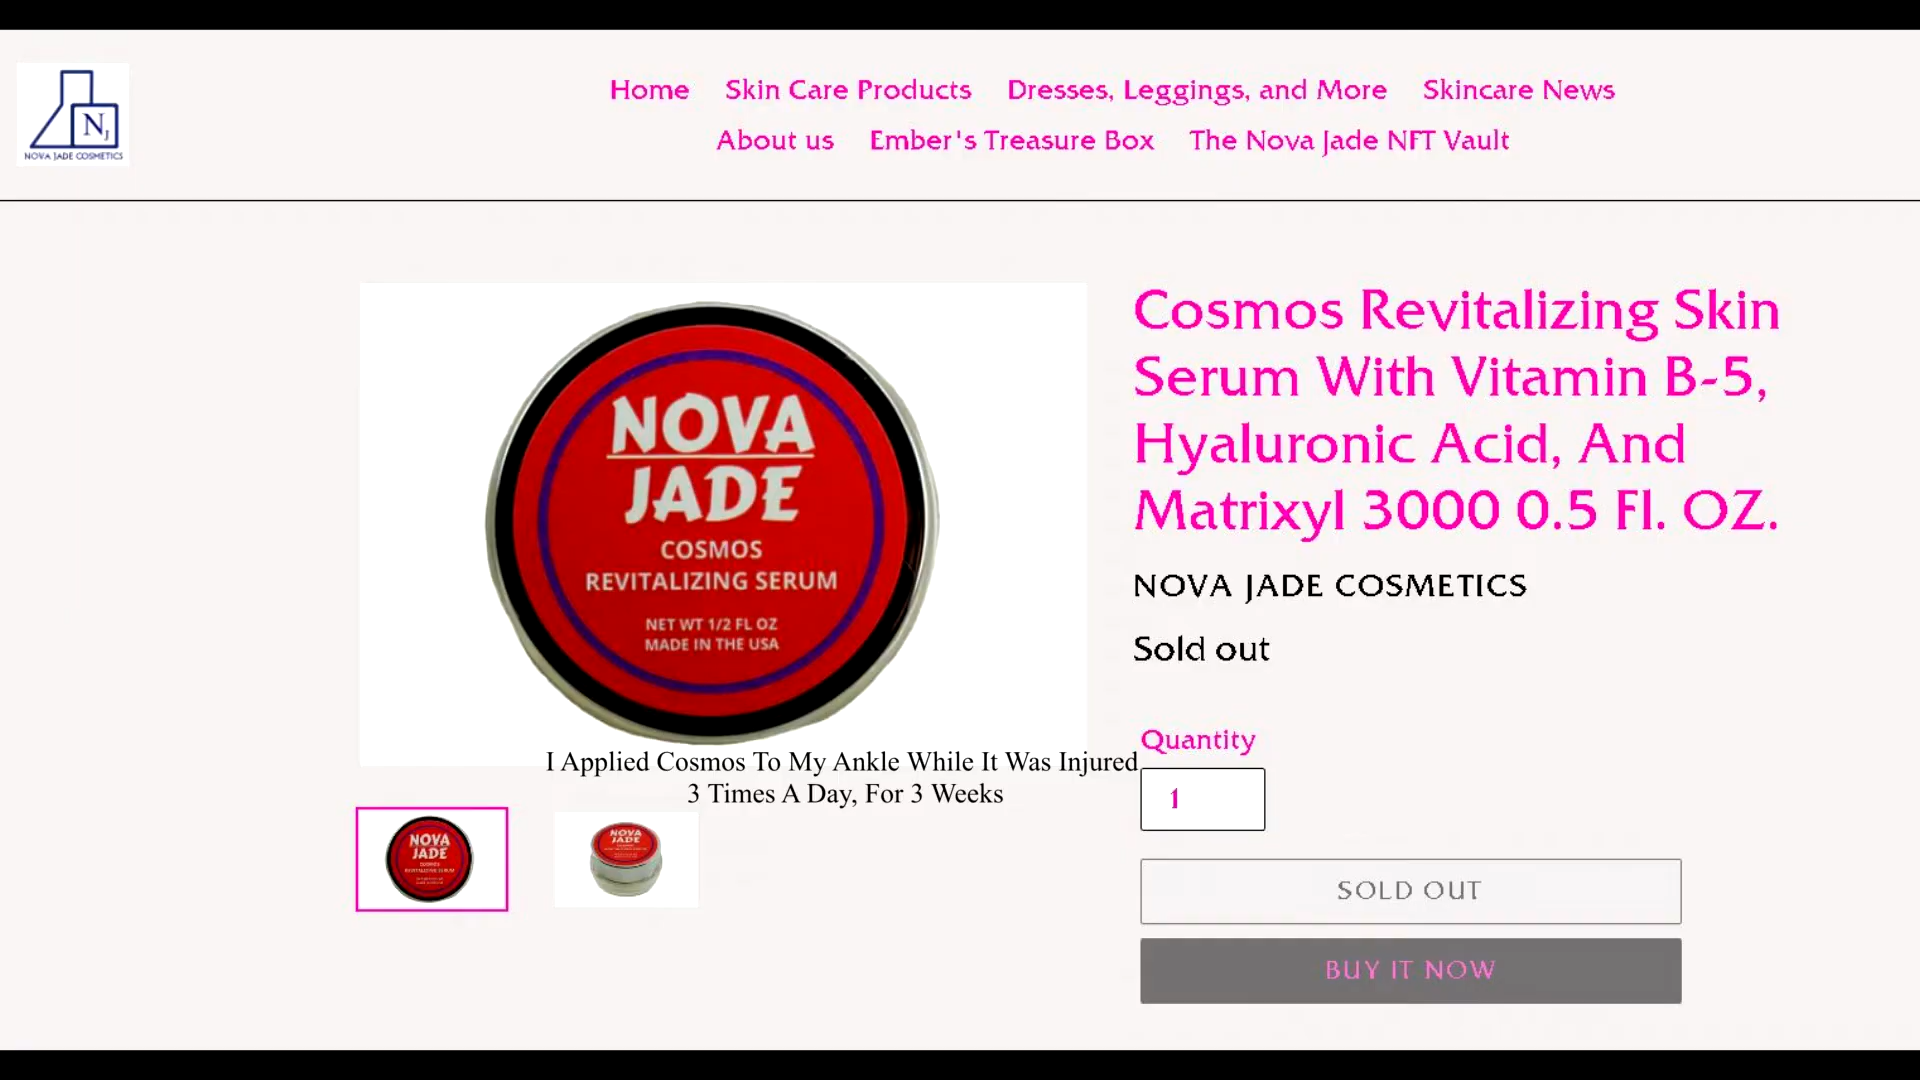 NJ
NOVA JADE COSMETICS
Home Skin Care Products Dresses, Leggings, and More Skincare News
About us Ember's Treasure Box The Nova Jade NFT Vault
NOVA
JADE
COSMOS
REVITALIZING SERUM
NET WT 1/2 FL OZ
MADE IN THE USA
I Applied Cosmos To My Ankle While It Was Injured
3 Times A Day, For 3 Weeks
NOVA
JADE
COSMOS
REVITALIZING SERUM
NOVA
JADE
Cosmos Revitalizing Skin
Serum With Vitamin B-5,
Hyaluronic Acid, And
Matrixyl 3000 0.5 Fl. OZ.
NOVA JADE COSMETICS
Sold out
Quantity
1
SOLD OUT
BUY IT NOW